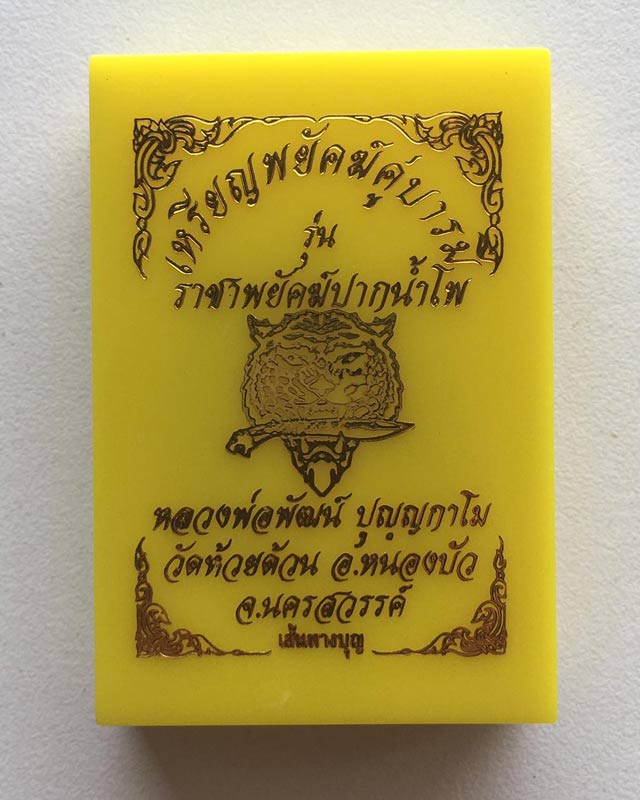 เหรียญพยัคฆ์คู่บารมี
รุ่น
ราชาพยัคฆ์ปากน้ำโพ
หลวงพ่อพัฒน์ ปุญฺญกาโม
วัดห้วยด้วน อ.หนองบัว
จ.นครสวรรค์
เส้นทางบุญ